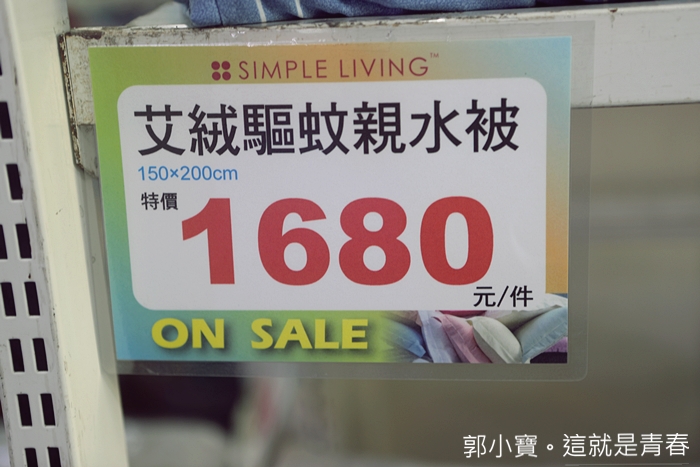 SIMPLE LIVING™
艾絨驅蚊親水被
150×200cm
特價
1680
元/件
ON SALE
郭小寶。這就是青春